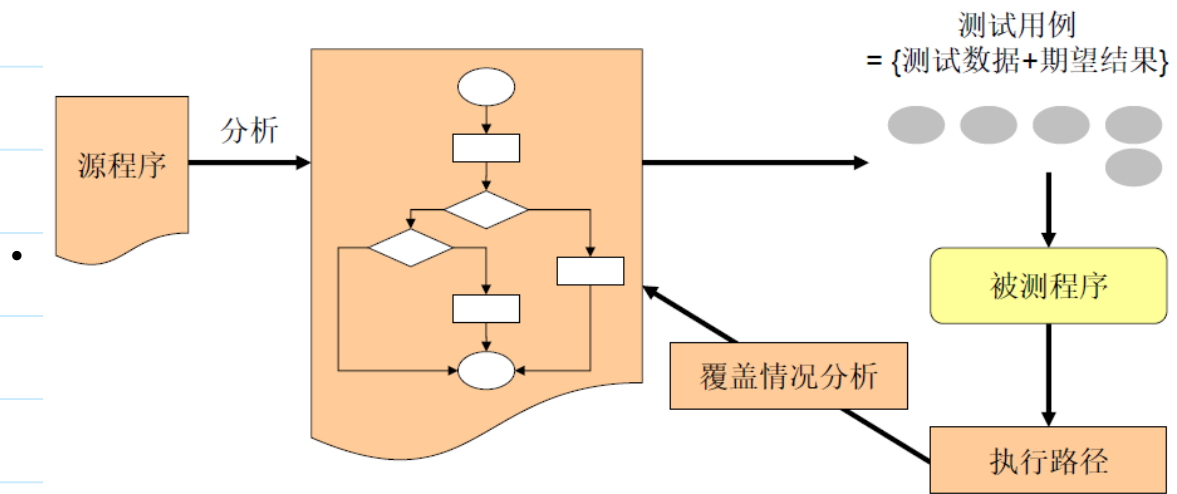 测试用例
= {测试数据+期望结果}
分析
源程序
被测程序
覆盖情况分析
执行路径